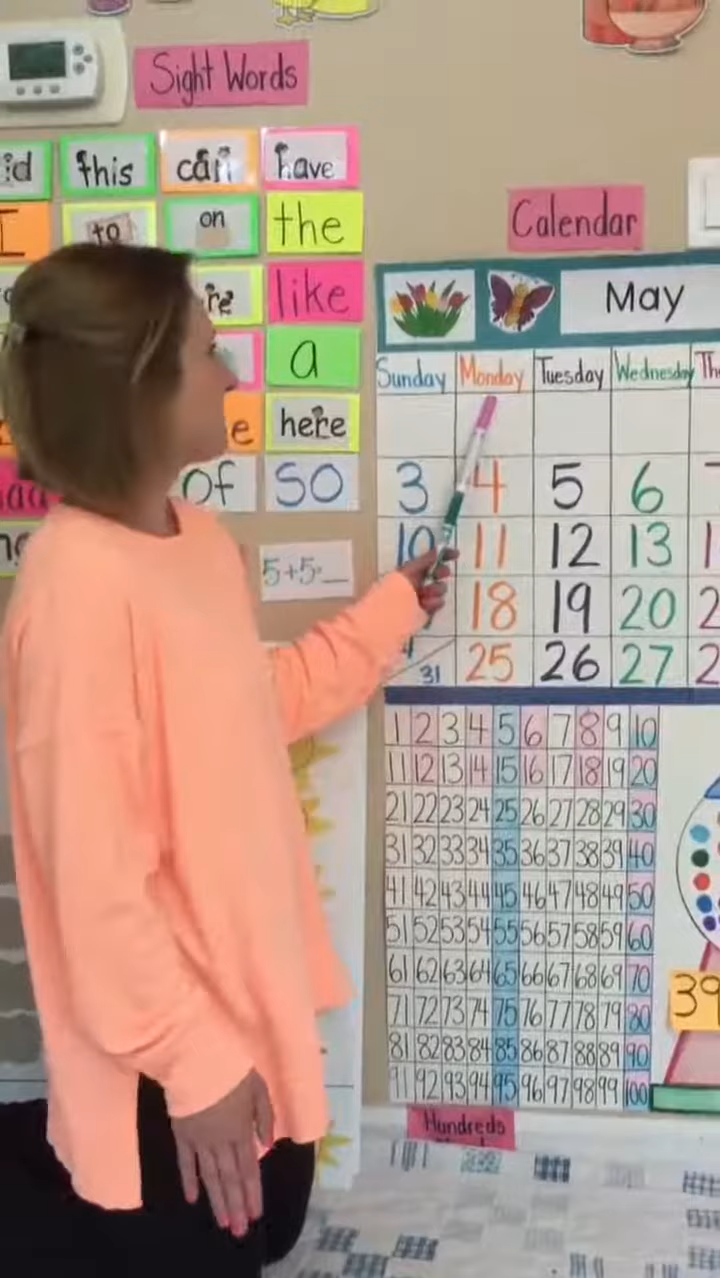 Sight Words
this can have
I to on the
like
a
here
of so
5+5=_
Calendar
May
Sunday Monday Tuesday Wednesday
3 4 5 6
10 11 12 13
18 19 20
31 25 26 27
1 2 3 4 5 6 7 8 9 10
11 12 13 14 15 16 17 18 19 20
21 22 23 24 25 26 27 28 29 30
31 32 33 34 35 36 37 38 39 40
41 42 43 44 45 46 47 48 49 50
51 52 53 54 55 56 57 58 59 60
61 62 63 64 65 66 67 68 69 70
71 72 73 74 75 76 77 78 79 80
81 82 83 84 85 86 87 88 89 90
91 92 93 94 95 96 97 98 99 100
39
Hundreds